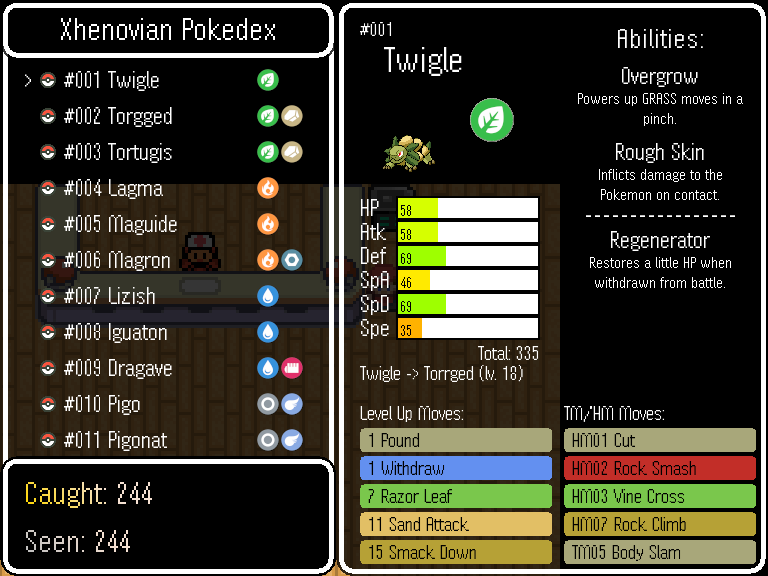 Xhenovian Pokedex
> #001 Twigle
#002 Torgged
#003 Tortugis
#004 Lagma
#005 Maguide
#006 Magron
#007 Lizish
#008 Iguaton
#009 Dragave
#010 Pigo
#011 Pigonat
Caught: 244
Seen: 244
#001
Twigle
HP 58
Atk 58
Def 69
SpA 46
SpD 69
Spe 35
Total: 335
Twigle -> Torrged (lv. 18)
Abilities:
Overgrow
Powers up GRASS moves in a
pinch.
Rough Skin
Inflicts damage to the
Pokemon on contact.
Regenerator
Restores a little HP when
withdrawn from battle.
Level Up Moves:
1 Pound
1 Withdraw
7 Razor Leaf
11 Sand Attack
15 Smack Down
TM/HM Moves:
HM01 Cut
HM02 Rock Smash
HM03 Vine Cross
HM07 Rock Climb
TM05 Body Slam